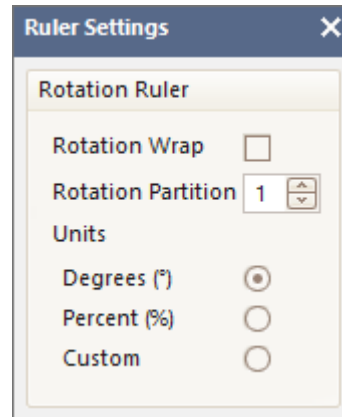 Ruler Settings
Rotation Ruler
Rotation Wrap
Rotation Partition 1
Units
Degrees (°)
Percent (%)
Custom